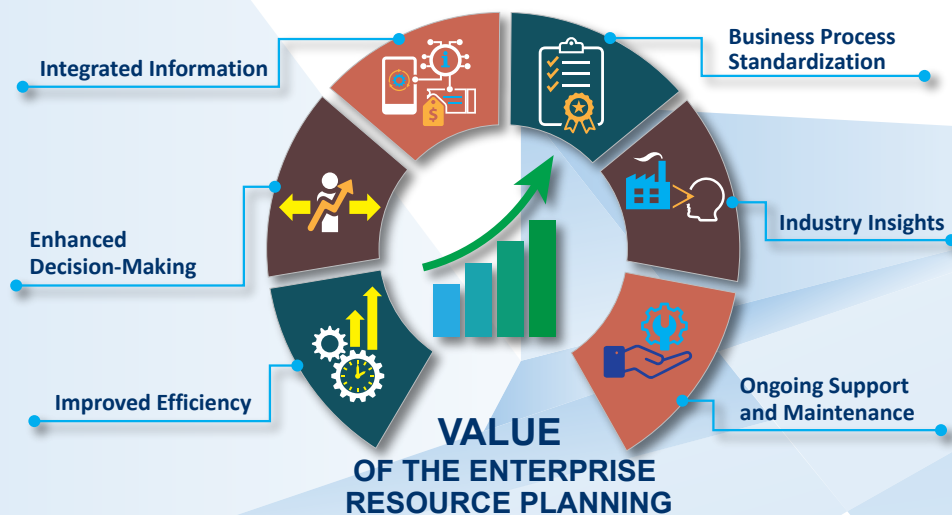 Integrated Information
Business Process
Standardization
Enhanced
Decision-Making
Industry Insights
Improved Efficiency
Ongoing Support
and Maintenance
VALUE
OF THE ENTERPRISE
RESOURCE PLANNING
i
$